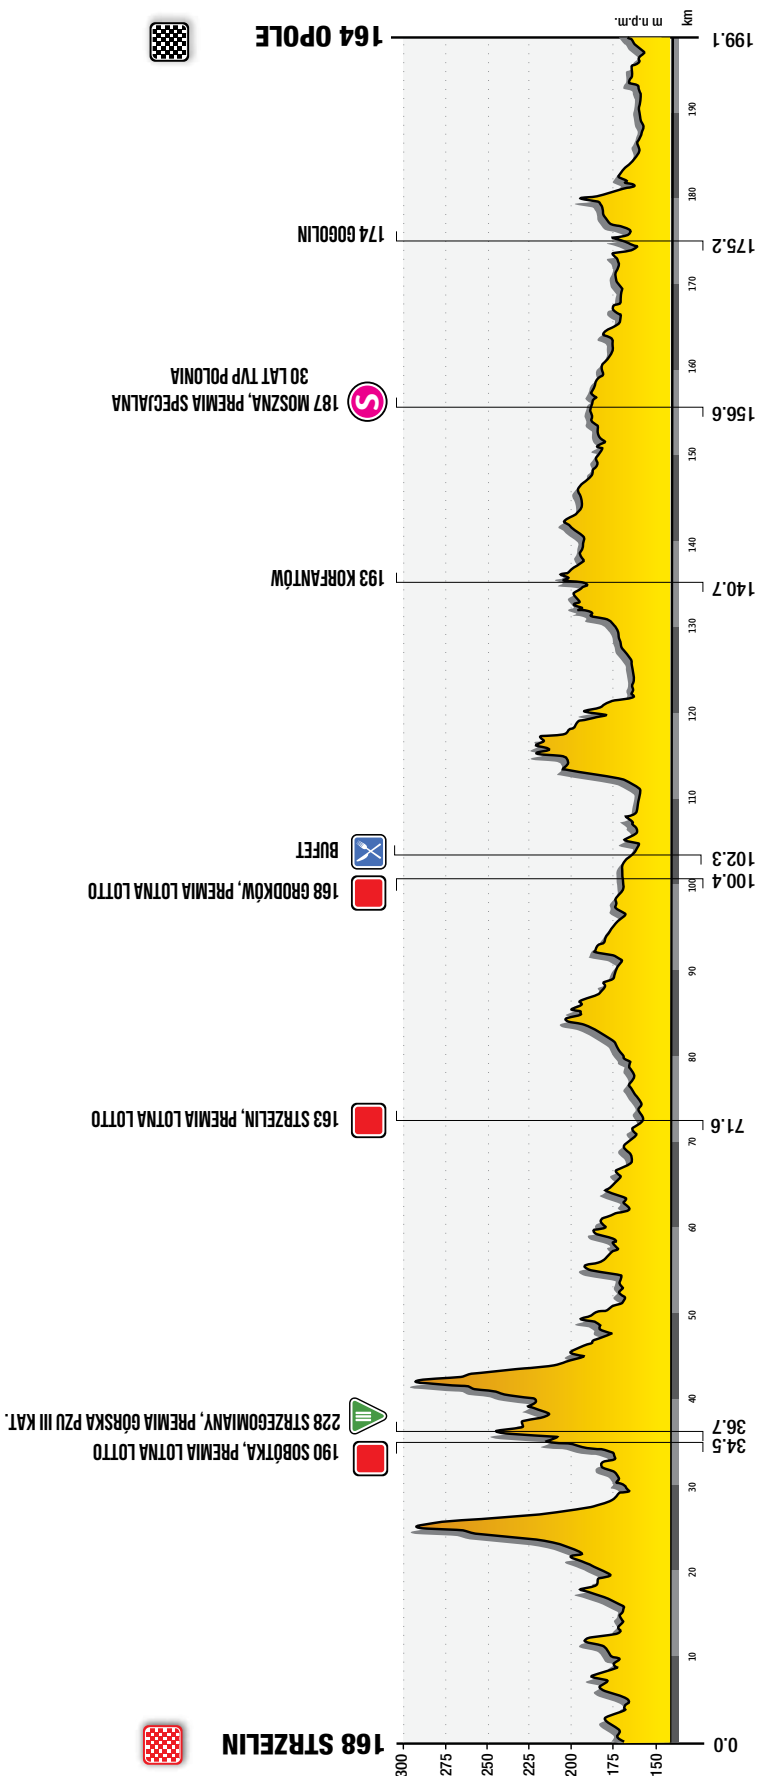 168 STRZELIN
190 SOBÓTKA, PREMIA LOTNA LOTTO
228 STRZEGOMIANY, PREMIA GÓRSKA PZU III KAT.
III
163 STRZELIN, PREMIA LOTNA LOTTO
168 GRODKÓW, PREMIA LOTNA LOTTO
BUFET
193 KORFANTÓW
187 MOSZNA, PREMIA SPECJALNA
30 LAT TVP POLONIA
S
174 GOGOLIN
164 OPOLE
300
275
250
225
200
175
150
m n.p.m.
km
10
20
30
40
50
60
70
80
90
100
110
120
130
140
150
160
170
180
190
0.0
34.5
36.7
71.6
100.4
102.3
140.7
156.6
175.2
199.1